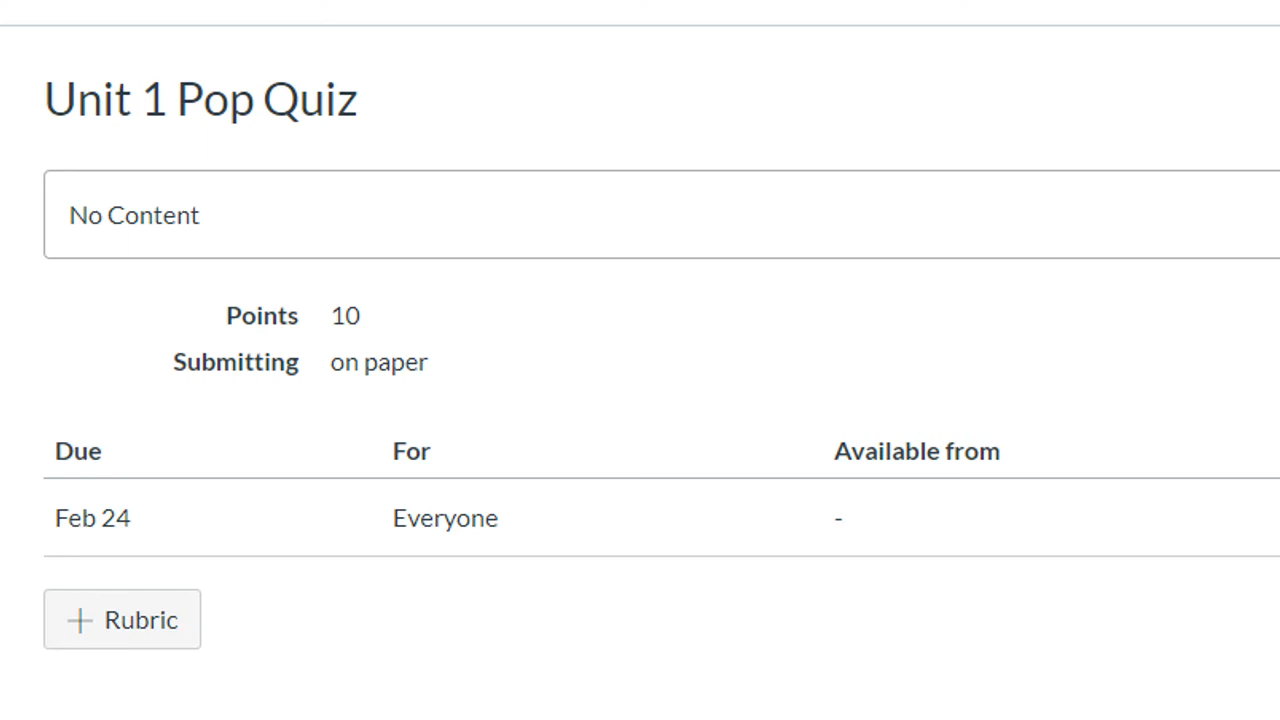 Unit 1 Pop Quiz
No Content
Points 10
Submitting on paper
Due For Available from
Feb 24 Everyone -
+ Rubric